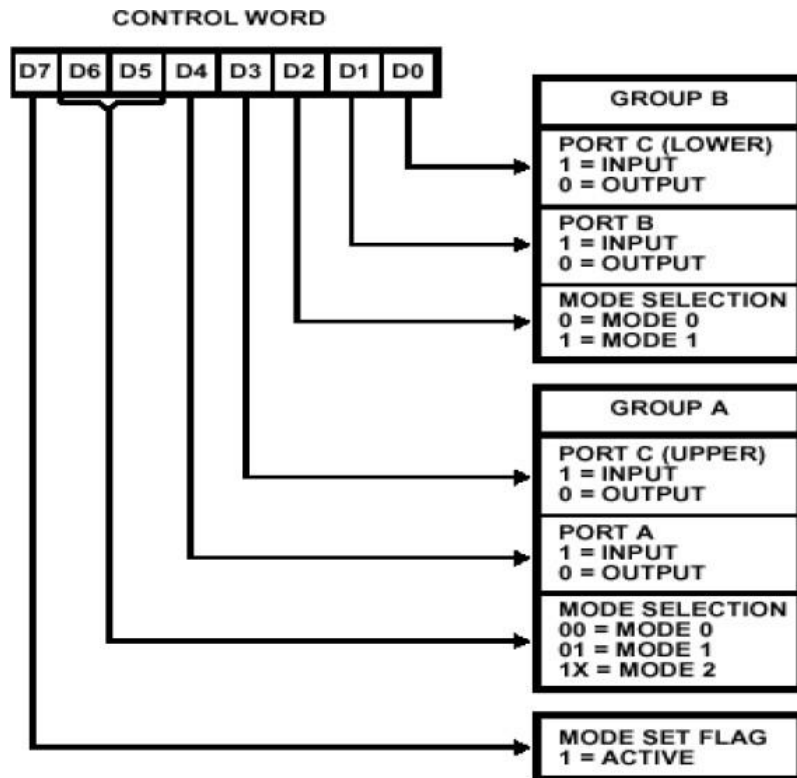 CONTROL WORD
D7 D6 D5 D4 D3 D2 D1 D0
GROUP B
PORT C (LOWER)
1 = INPUT
0 = OUTPUT
PORT B
1 = INPUT
0 = OUTPUT
MODE SELECTION
0 = MODE 0
1 = MODE 1
GROUP A
PORT C (UPPER)
1 = INPUT
0 = OUTPUT
PORT A
1 = INPUT
0 = OUTPUT
MODE SELECTION
00 = MODE 0
01 = MODE 1
1X = MODE 2
MODE SET FLAG
1 = ACTIVE